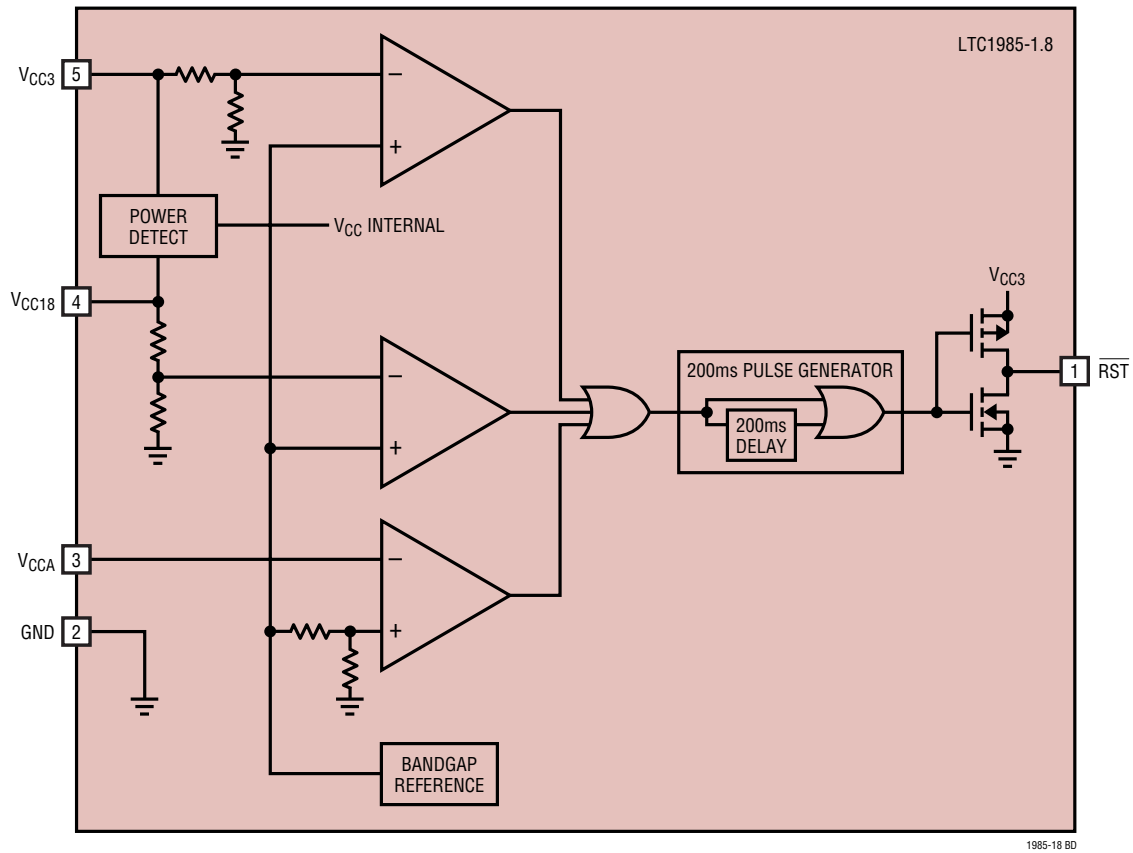 LTC1985-1.8
VCC3 5
−
+
POWER
DETECT
VCC INTERNAL
VCC18 4
−
+
VCC3
200ms PULSE GENERATOR
200ms
DELAY
1 RST
VCCA 3
−
GND 2
+
BANDGAP
REFERENCE
1985-18 BD